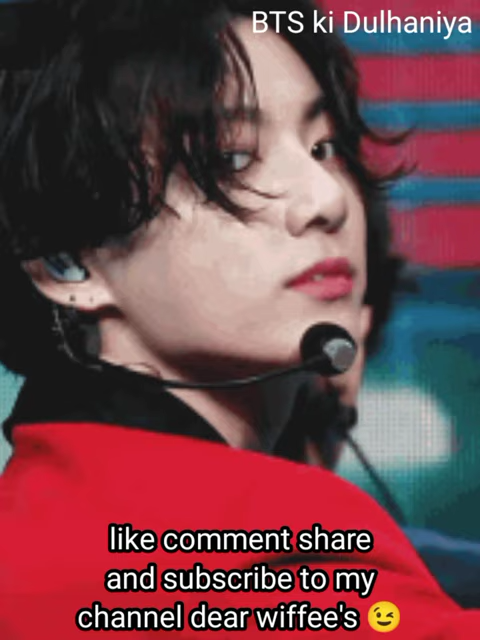 BTS ki Dulhaniya
like comment share
and subscribe to my
channel dear wiffee's 😉